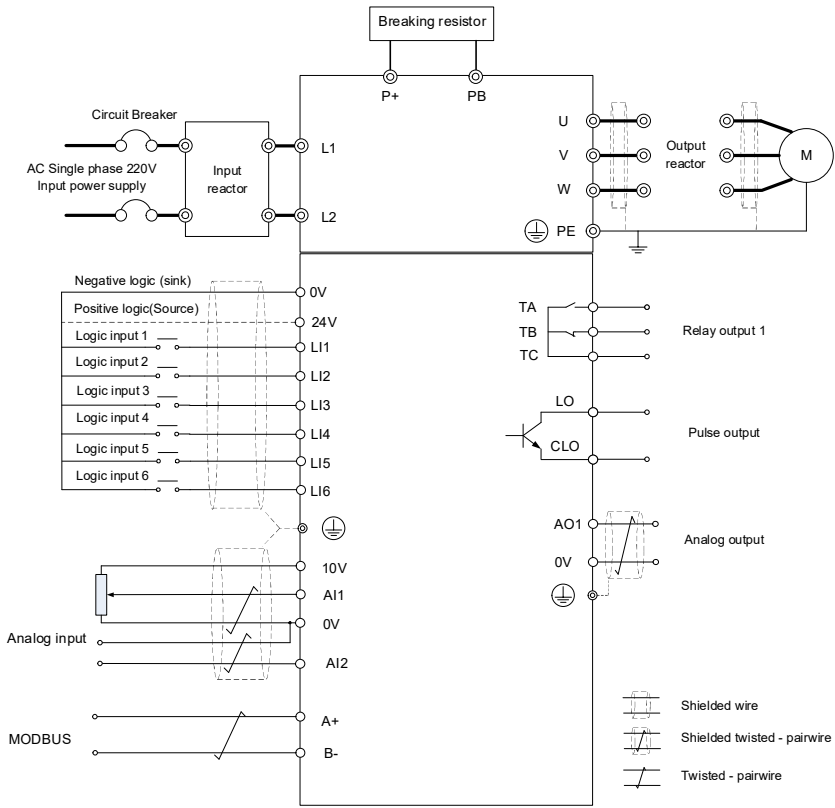 Breaking resistor
P+
PB
Circuit Breaker
AC Single phase 220V
Input power supply
Input
reactor
L1
L2
U
V
W
PE
Output
reactor
M
Negative logic (sink)
0V
Positive logic(Source)
24V
Logic input 1
LI1
Logic input 2
LI2
Logic input 3
LI3
Logic input 4
LI4
Logic input 5
LI5
Logic input 6
LI6
TA
TB
TC
Relay output 1
LO
CLO
Pulse output
AO1
0V
Analog output
10V
AI1
0V
Analog input
AI2
MODBUS
A+
B-
Shielded wire
Shielded twisted - pairwire
Twisted - pairwire